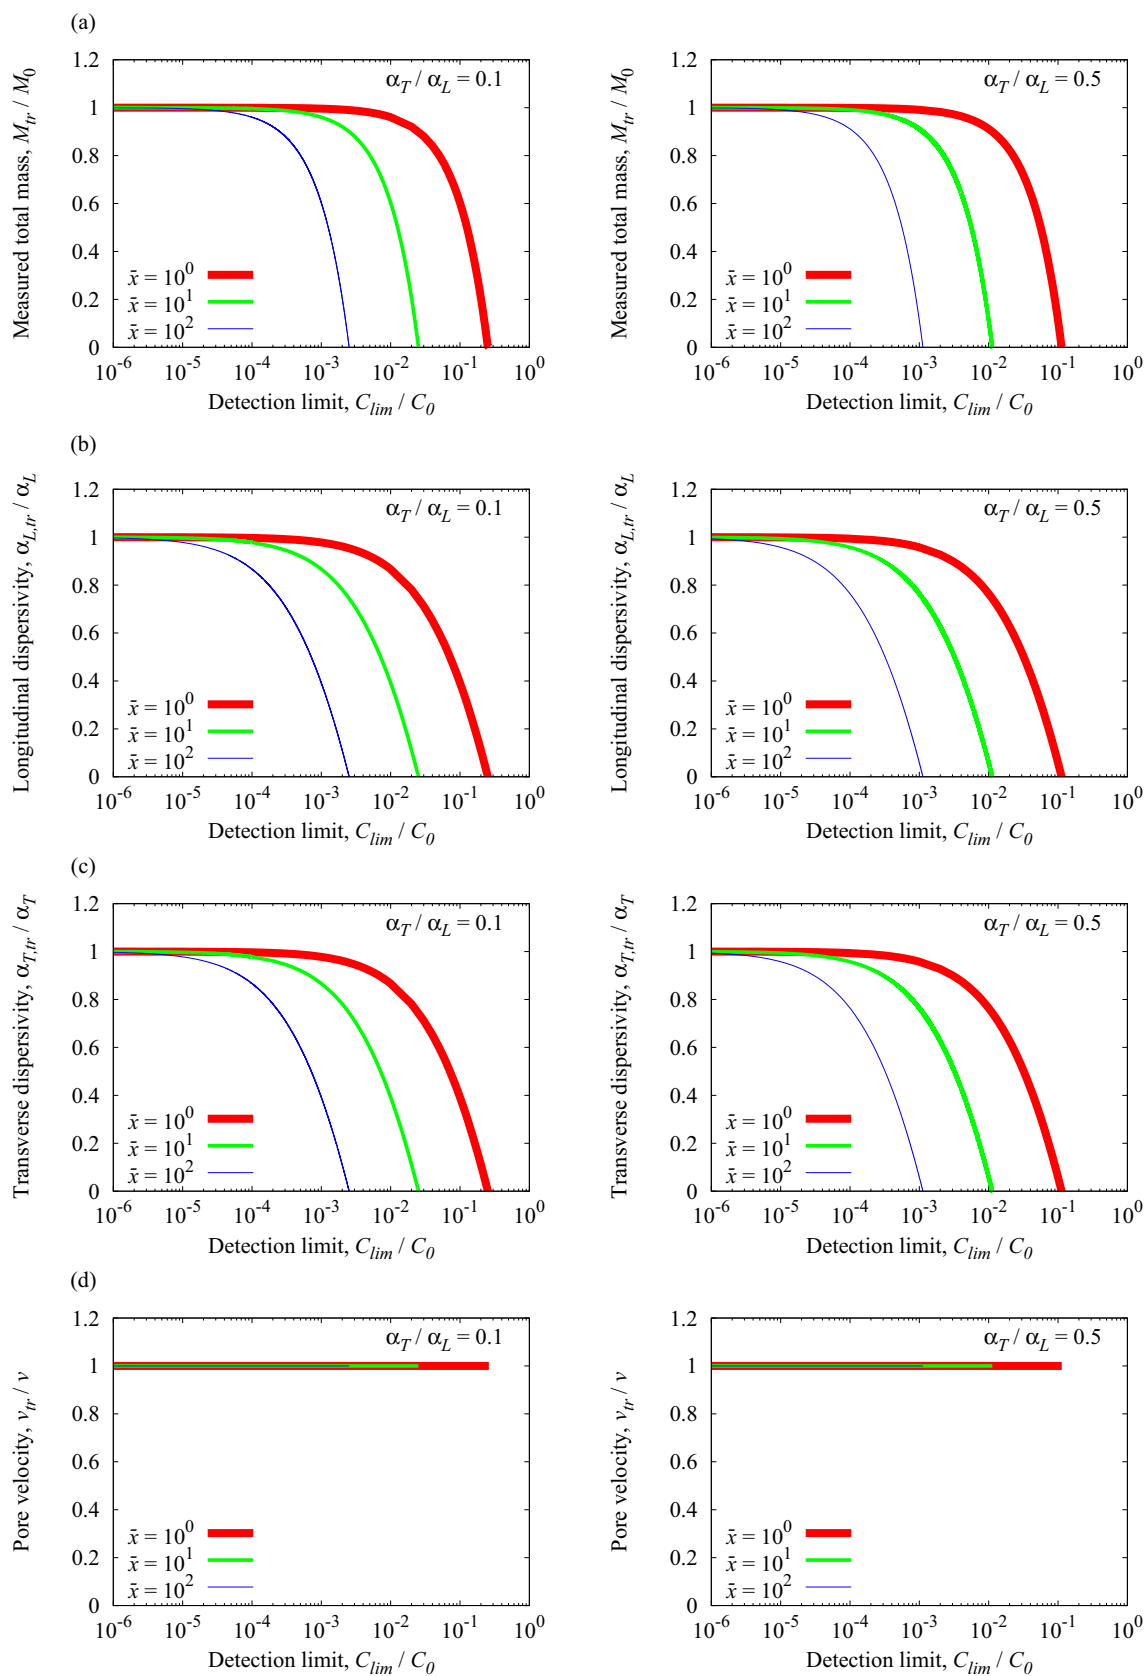 (a)
Measured total mass, M_tr / M_0
1.2
1
0.8
0.6
0.4
0.2
0
α_T / α_L = 0.1
x̄ = 10^0
x̄ = 10^1
x̄ = 10^2
10^-6 10^-5 10^-4 10^-3 10^-2 10^-1 10^0
Detection limit, C_lim / C_0
Measured total mass, M_tr / M_0
1.2
1
0.8
0.6
0.4
0.2
0
α_T / α_L = 0.5
x̄ = 10^0
x̄ = 10^1
x̄ = 10^2
10^-6 10^-5 10^-4 10^-3 10^-2 10^-1 10^0
Detection limit, C_lim / C_0
(b)
Longitudinal dispersivity, α_L,tr / α_L
1.2
1
0.8
0.6
0.4
0.2
0
α_T / α_L = 0.1
x̄ = 10^0
x̄ = 10^1
x̄ = 10^2
10^-6 10^-5 10^-4 10^-3 10^-2 10^-1 10^0
Detection limit, C_lim / C_0
Longitudinal dispersivity, α_L,tr / α_L
1.2
1
0.8
0.6
0.4
0.2
0
α_T / α_L = 0.5
x̄ = 10^0
x̄ = 10^1
x̄ = 10^2
10^-6 10^-5 10^-4 10^-3 10^-2 10^-1 10^0
Detection limit, C_lim / C_0
(c)
Transverse dispersivity, α_T,tr / α_T
1.2
1
0.8
0.6
0.4
0.2
0
α_T / α_L = 0.1
x̄ = 10^0
x̄ = 10^1
x̄ = 10^2
10^-6 10^-5 10^-4 10^-3 10^-2 10^-1 10^0
Detection limit, C_lim / C_0
Transverse dispersivity, α_T,tr / α_T
1.2
1
0.8
0.6
0.4
0.2
0
α_T / α_L = 0.5
x̄ = 10^0
x̄ = 10^1
x̄ = 10^2
10^-6 10^-5 10^-4 10^-3 10^-2 10^-1 10^0
Detection limit, C_lim / C_0
(d)
Pore velocity, v_tr / v
1.2
1
0.8
0.6
0.4
0.2
0
α_T / α_L = 0.1
x̄ = 10^0
x̄ = 10^1
x̄ = 10^2
10^-6 10^-5 10^-4 10^-3 10^-2 10^-1 10^0
Detection limit, C_lim / C_0
Pore velocity, v_tr / v
1.2
1
0.8
0.6
0.4
0.2
0
α_T / α_L = 0.5
x̄ = 10^0
x̄ = 10^1
x̄ = 10^2
10^-6 10^-5 10^-4 10^-3 10^-2 10^-1 10^0
Detection limit, C_lim / C_0